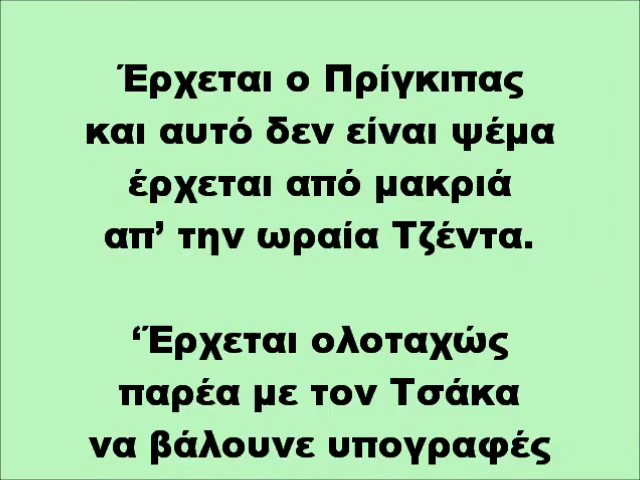 Έρχεται ο Πρίγκιπας
και αυτό δεν είναι ψέμα
έρχεται από μακριά
απ’ την ωραία Τζέντα.
‘Έρχεται ολοταχώς
παρέα με τον Τσάκα
να βάλουνε υπογραφές